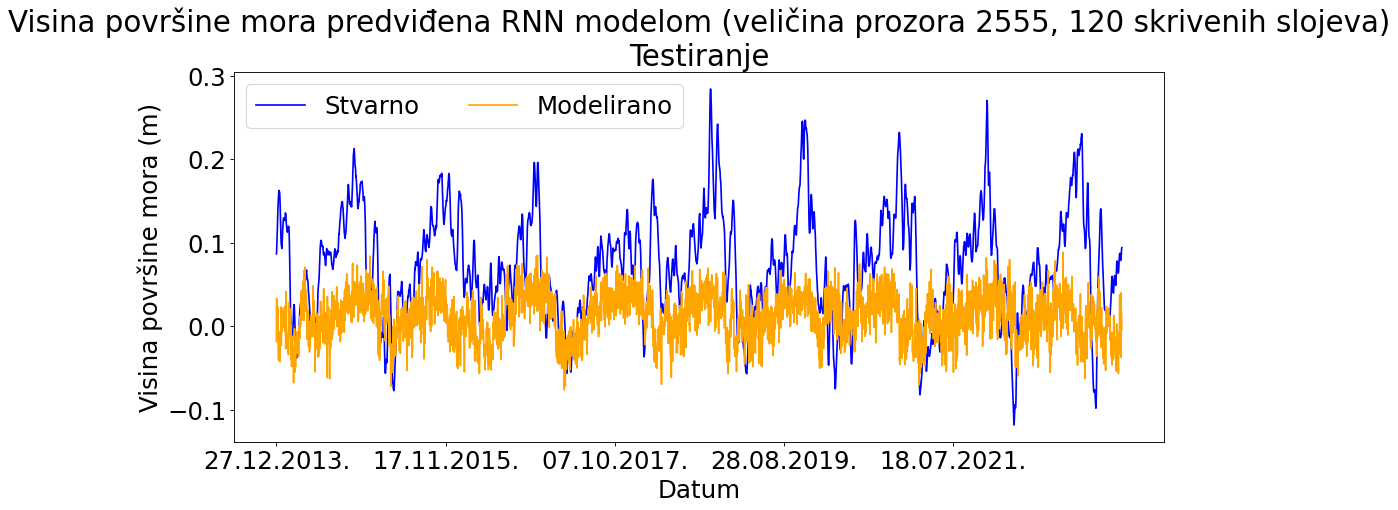 Visina površine mora predviđena RNN modelom (veličina prozora 2555, 120 skrivenih slojeva)
Testiranje
Stvarno
Modelirano
Visina površine mora (m)
0.3
0.2
0.1
0.0
−0.1
27.12.2013.
17.11.2015.
07.10.2017.
28.08.2019.
18.07.2021.
Datum